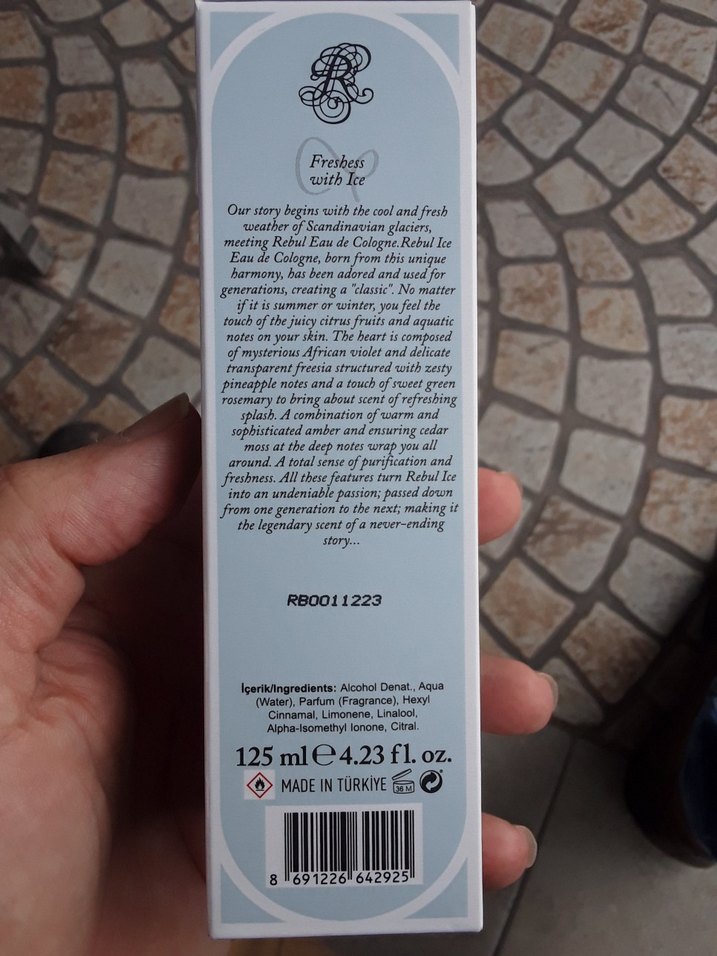 R
Freshess
with Ice
Our story begins with the cool and fresh
weather of Scandinavian glaciers,
meeting Rebul Eau de Cologne.Rebul Ice
Eau de Cologne, born from this unique
harmony, has been adored and used for
generations, creating a "classic". No matter
if it is summer or winter, you feel the
touch of the juicy citrus fruits and aquatic
notes on your skin. The heart is composed
of mysterious African violet and delicate
transparent freesia structured with zesty
pineapple notes and a touch of sweet green
rosemary to bring about scent of refreshing
splash. A combination of warm and
sophisticated amber and ensuring cedar
moss at the deep notes wrap you all
around. A total sense of purification and
freshness. All these features turn Rebul Ice
into an undeniable passion; passed down
from one generation to the next; making it
the legendary scent of a never-ending
story...
RB0011223
İçerik/Ingredients: Alcohol Denat., Aqua
(Water), Parfum (Fragrance), Hexyl
Cinnamal, Limonene, Linalool,
Alpha-Isomethyl Ionone, Citral.
125 ml ℮ 4.23 fl. oz.
MADE IN TÜRKİYE 36 M
8 691226 642925